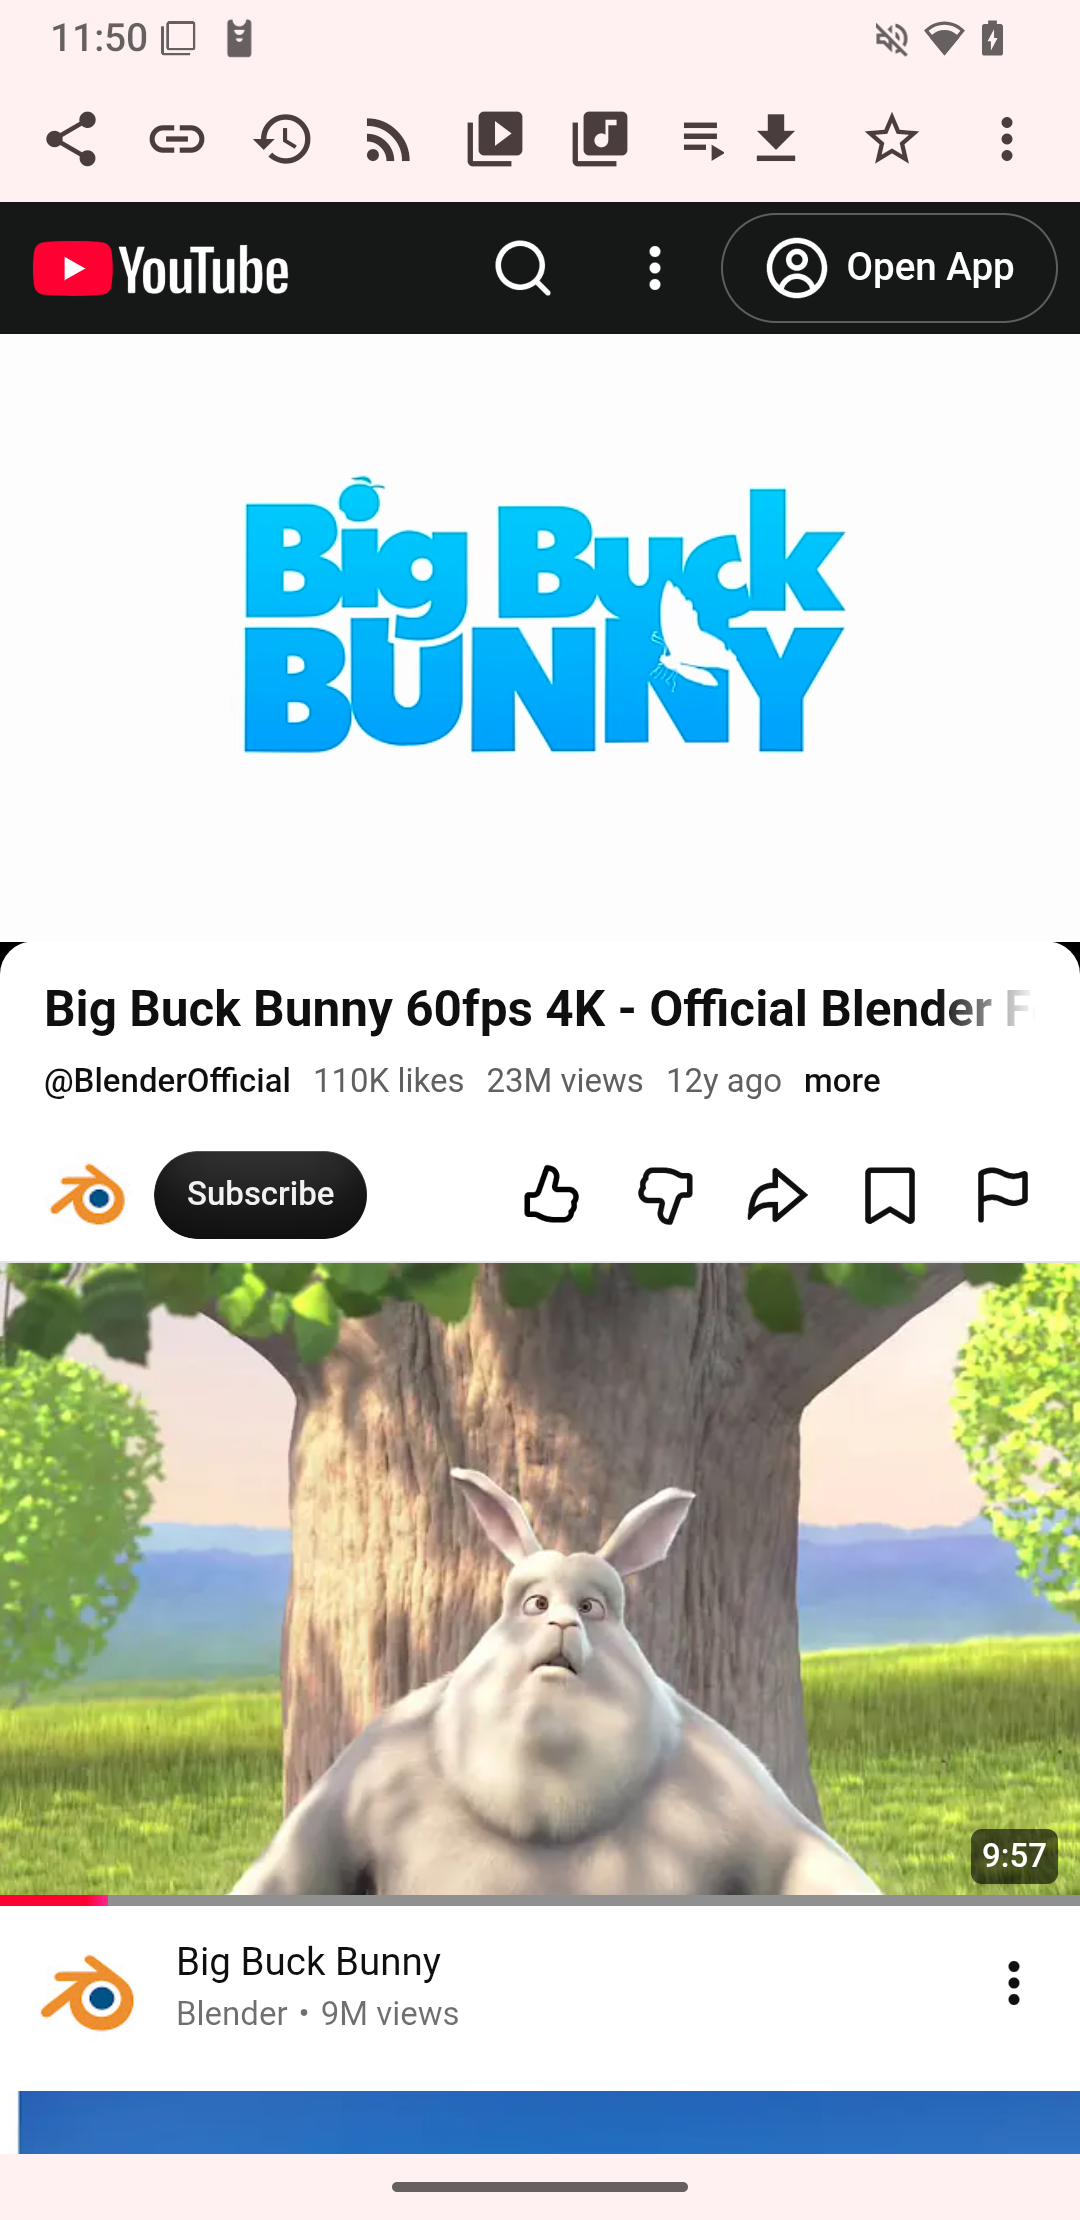 11:50
YouTube
Open App
Big Buck
BUNNY
Big Buck Bunny 60fps 4K - Official Blender F
@BlenderOfficial 110K likes 23M views 12y ago more
Subscribe
9:57
Big Buck Bunny
Blender • 9M views